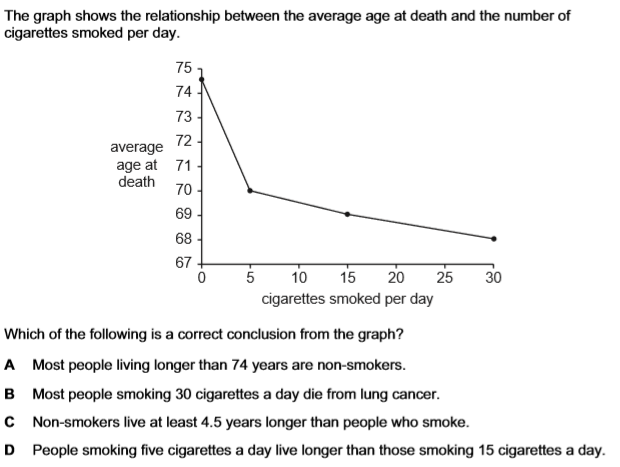 The graph shows the relationship between the average age at death and the number of
cigarettes smoked per day.
75
74
73
72
average
age at
death
71
70
69
68
67
0 5 10 15 20 25 30
cigarettes smoked per day
Which of the following is a correct conclusion from the graph?
A Most people living longer than 74 years are non-smokers.
B Most people smoking 30 cigarettes a day die from lung cancer.
C Non-smokers live at least 4.5 years longer than people who smoke.
D People smoking five cigarettes a day live longer than those smoking 15 cigarettes a day.